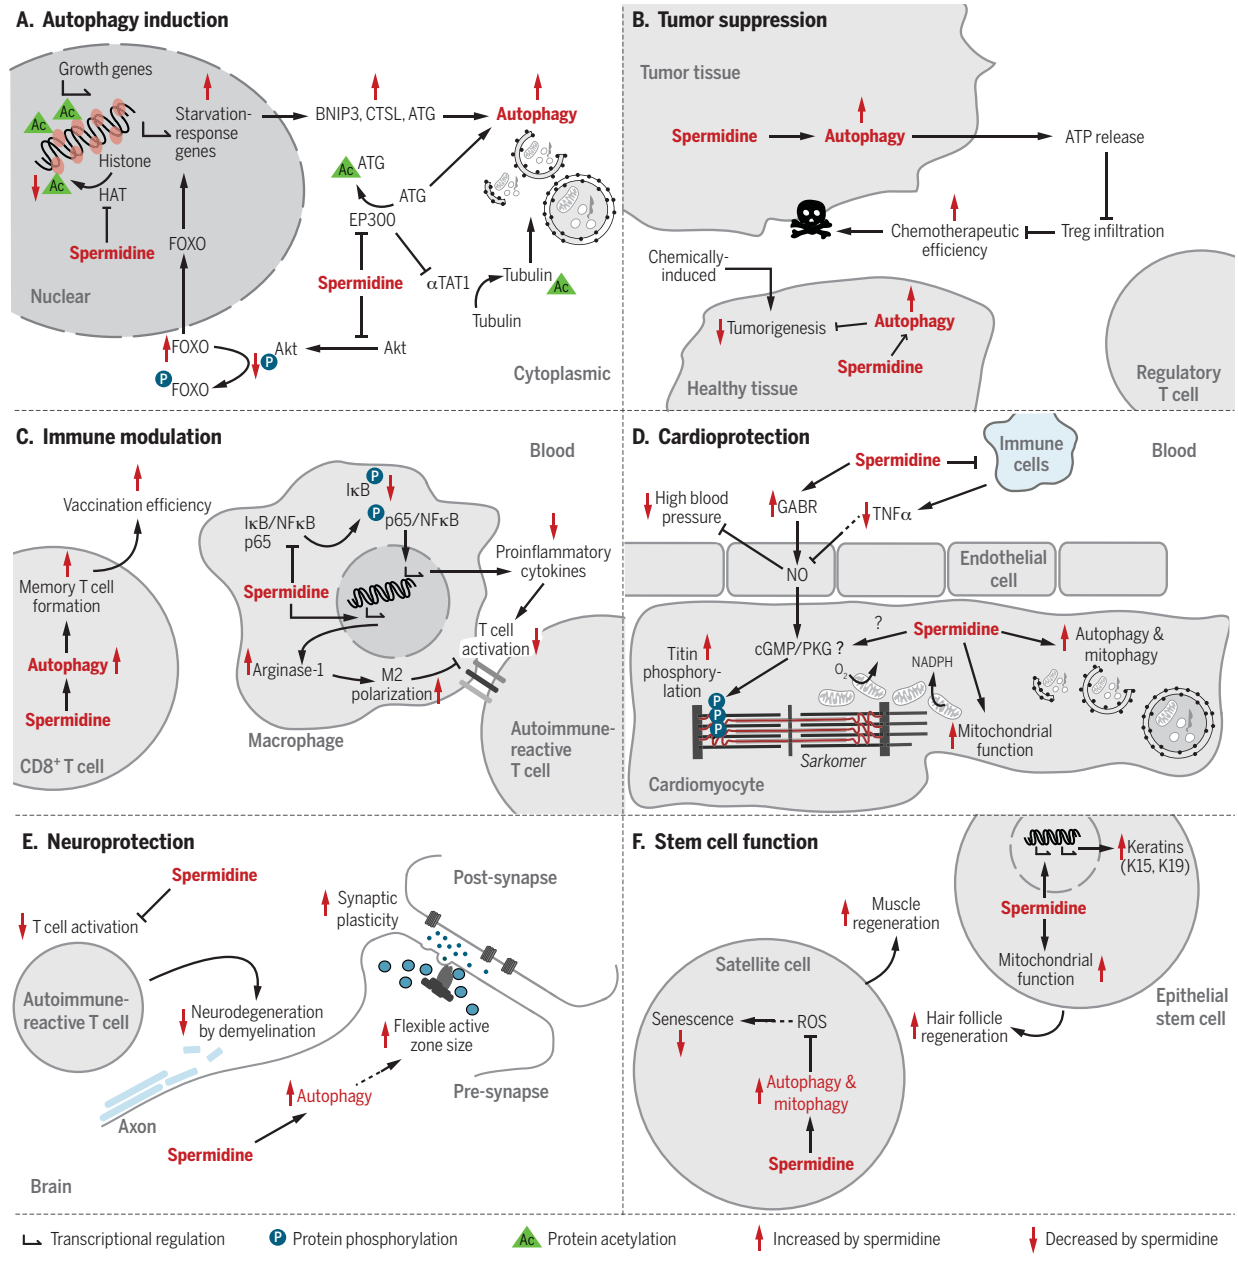 A. Autophagy induction
Growth genes
Ac
Ac
Ac
Starvation-
response
genes
Histone
HAT
Spermidine
FOXO
Nuclear
BNIP3, CTSL, ATG
Autophagy
Ac
ATG
ATG
EP300
Spermidine
αTAT1
Tubulin
Ac
Tubulin
FOXO
Akt
Akt
P
P
FOXO
Cytoplasmic
B. Tumor suppression
Tumor tissue
Spermidine
Autophagy
ATP release
Chemotherapeutic
efficiency
Treg infiltration
Chemically-
induced
Tumorigenesis
Autophagy
Spermidine
Healthy tissue
Regulatory
T cell
C. Immune modulation
Blood
Vaccination efficiency
Memory T cell
formation
Autophagy
Spermidine
CD8+ T cell
P
IκB
P
IκB/NFκB
p65
p65/NFκB
Spermidine
Proinflammatory
cytokines
T cell
activation
Arginase-1
M2
polarization
Macrophage
Autoimmune-
reactive
T cell
D. Cardioprotection
Spermidine
Immune
cells
Blood
High blood
pressure
GABR
TNFα
NO
Endothelial
cell
?
Spermidine
Autophagy &
mitophagy
Titin
phosphory-
lation
cGMP/PKG ?
O2
NADPH
P
P
P
Mitochondrial
function
Sarkomer
Cardiomyocyte
E. Neuroprotection
Spermidine
T cell activation
Autoimmune-
reactive T cell
Neurodegeneration
by demyelination
Synaptic
plasticity
Post-synapse
Flexible active
zone size
Autophagy
Pre-synapse
Axon
Spermidine
Brain
F. Stem cell function
Keratins
(K15, K19)
Spermidine
Mitochondrial
function
Muscle
regeneration
Satellite cell
Epithelial
stem cell
Hair follicle
regeneration
Senescence
ROS
Autophagy &
mitophagy
Spermidine
Transcriptional regulation
P
Protein phosphorylation
Ac
Protein acetylation
Increased by spermidine
Decreased by spermidine